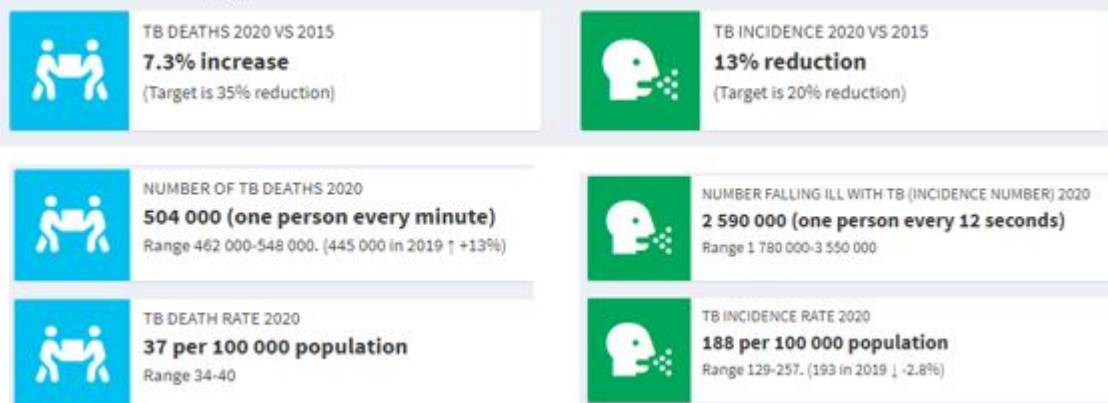 TB DEATHS 2020 VS 2015
7.3% increase
(Target is 35% reduction)
TB INCIDENCE 2020 VS 2015
13% reduction
(Target is 20% reduction)
NUMBER OF TB DEATHS 2020
504 000 (one person every minute)
Range 462 000-548 000. (445 000 in 2019 ↑ +13%)
NUMBER FALLING ILL WITH TB (INCIDENCE NUMBER) 2020
2 590 000 (one person every 12 seconds)
Range 1 780 000-3 550 000
TB DEATH RATE 2020
37 per 100 000 population
Range 34-40
TB INCIDENCE RATE 2020
188 per 100 000 population
Range 129-257. (193 in 2019 ↓ -2.8%)